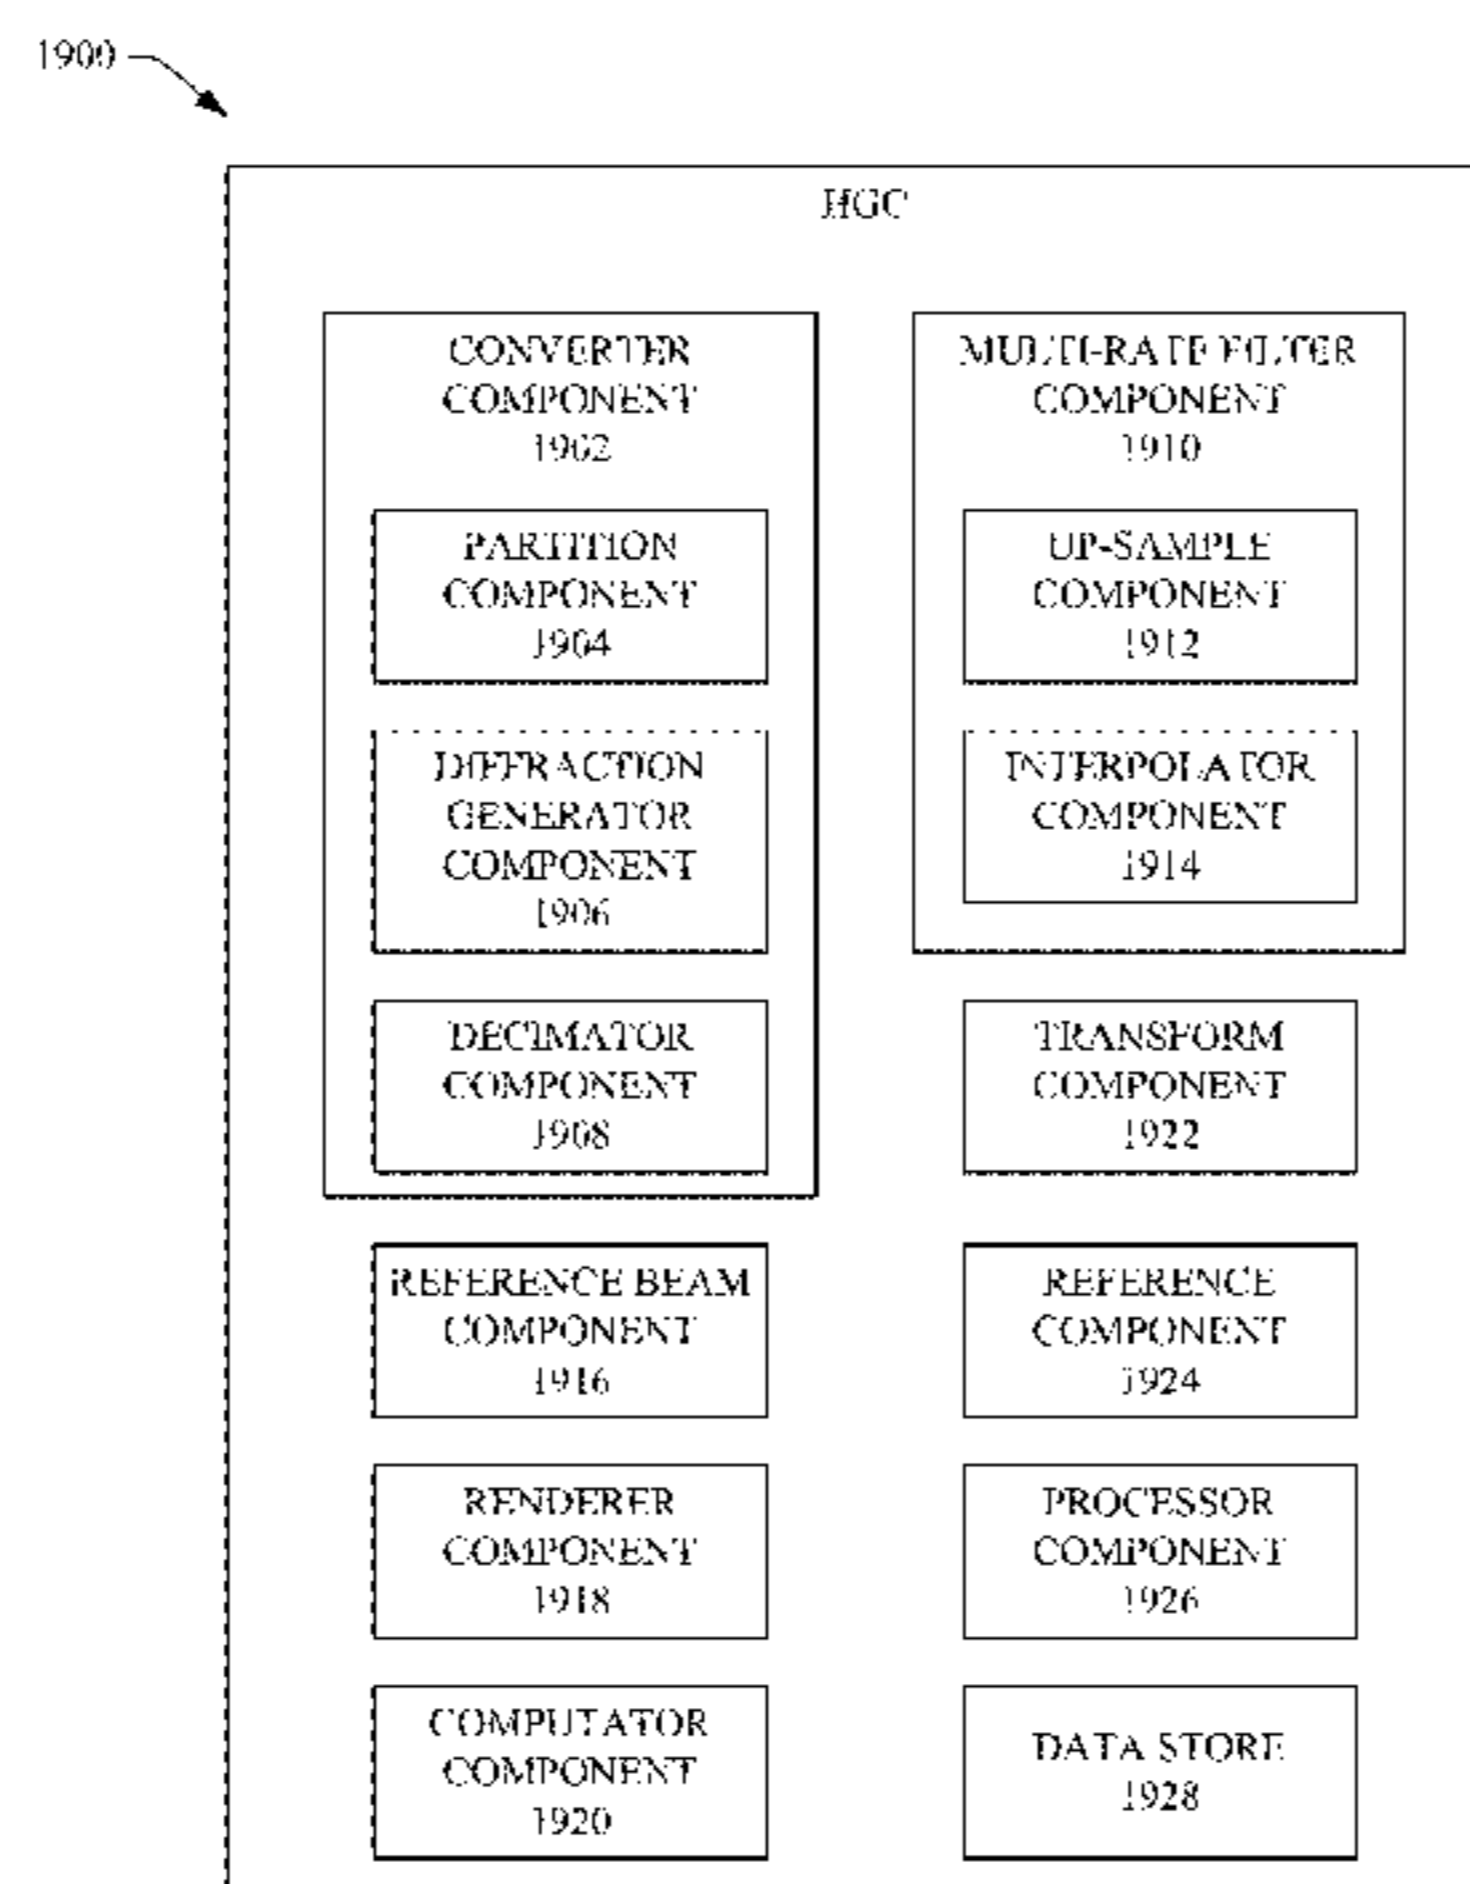 1900
HGC
CONVERTER
COMPONENT
1902
PARTITION
COMPONENT
1904
DIFFRACTION
GENERATOR
COMPONENT
1906
DECIMATOR
COMPONENT
1908
MULTI-RATE FILTER
COMPONENT
1910
UP-SAMPLE
COMPONENT
1912
INTERPOLATOR
COMPONENT
1914
TRANSFORM
COMPONENT
1922
REFERENCE BEAM
COMPONENT
1916
REFERENCE
COMPONENT
1924
RENDERER
COMPONENT
1918
PROCESSOR
COMPONENT
1926
COMPUTATOR
COMPONENT
1920
DATA STORE
1928